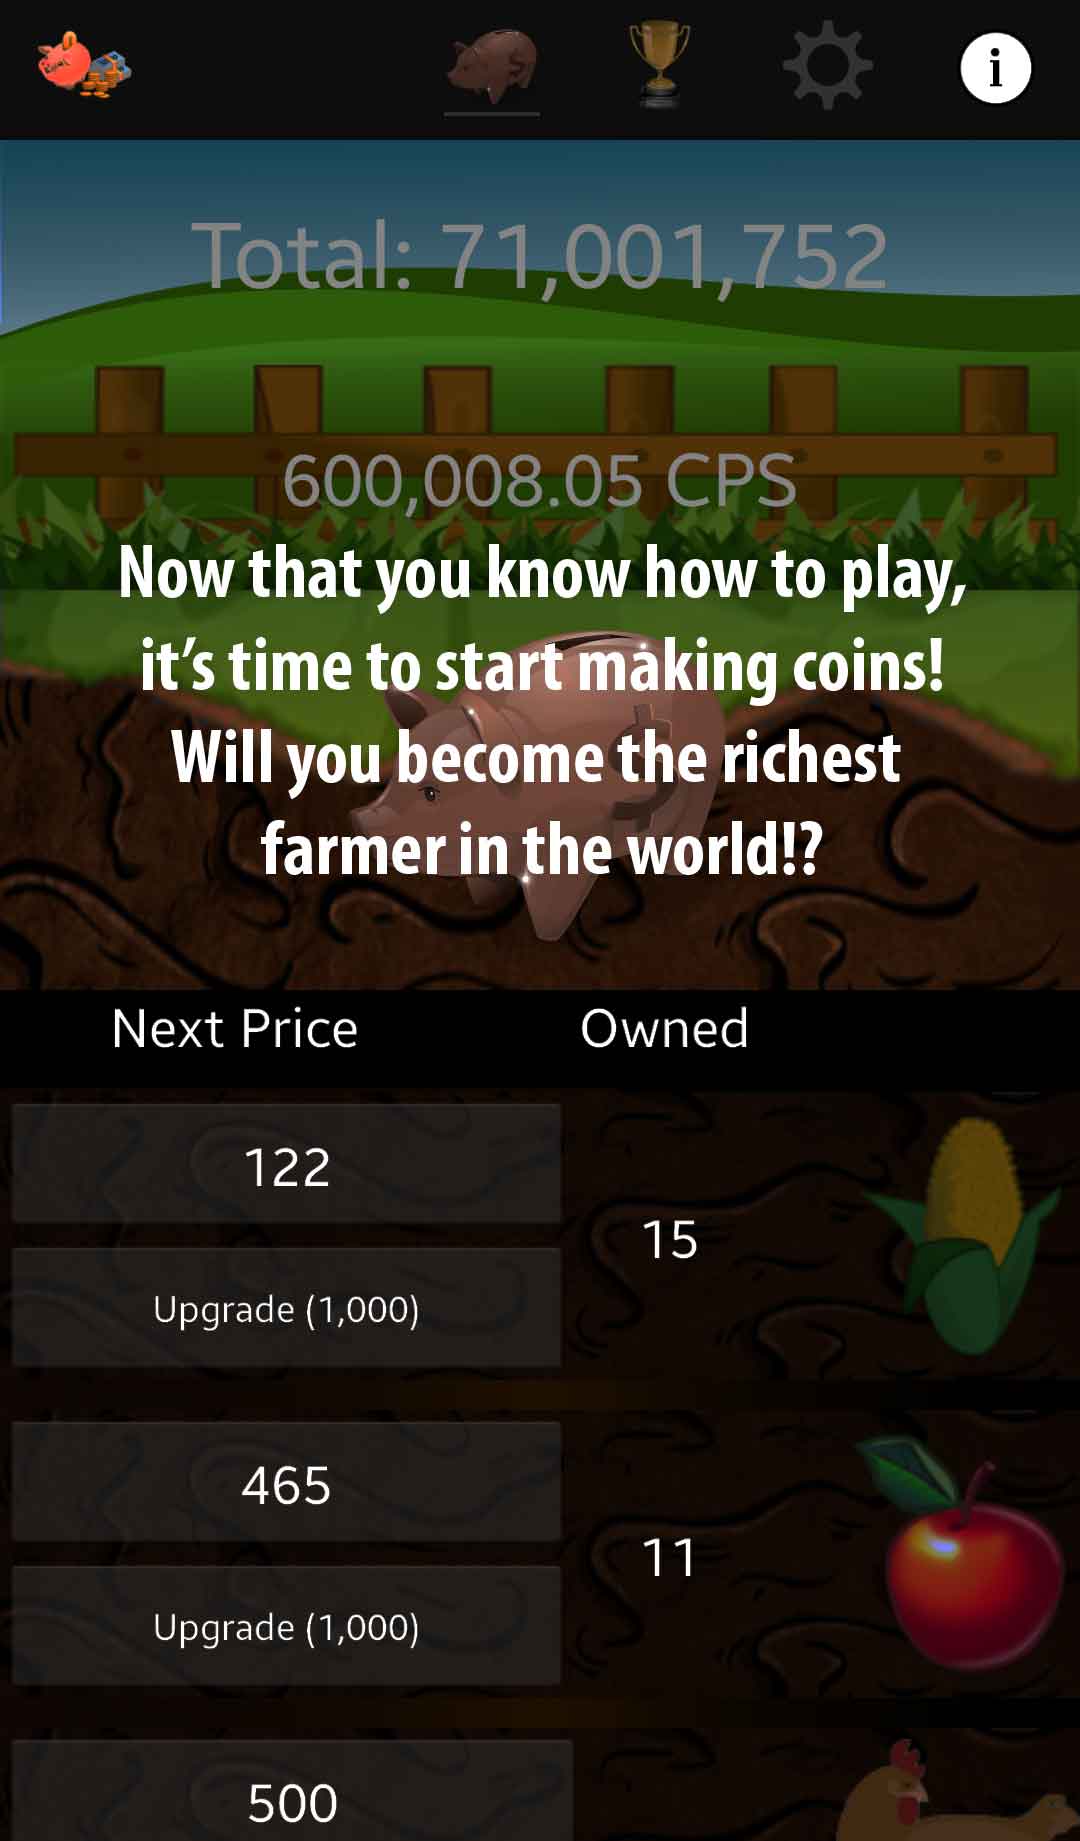 i
Total: 71,001,752
600,008.05 CPS
Now that you know how to play,
it's time to start making coins!
Will you become the richest
farmer in the world!?
Next Price Owned
122
15
Upgrade (1,000)
465
11
Upgrade (1,000)
500